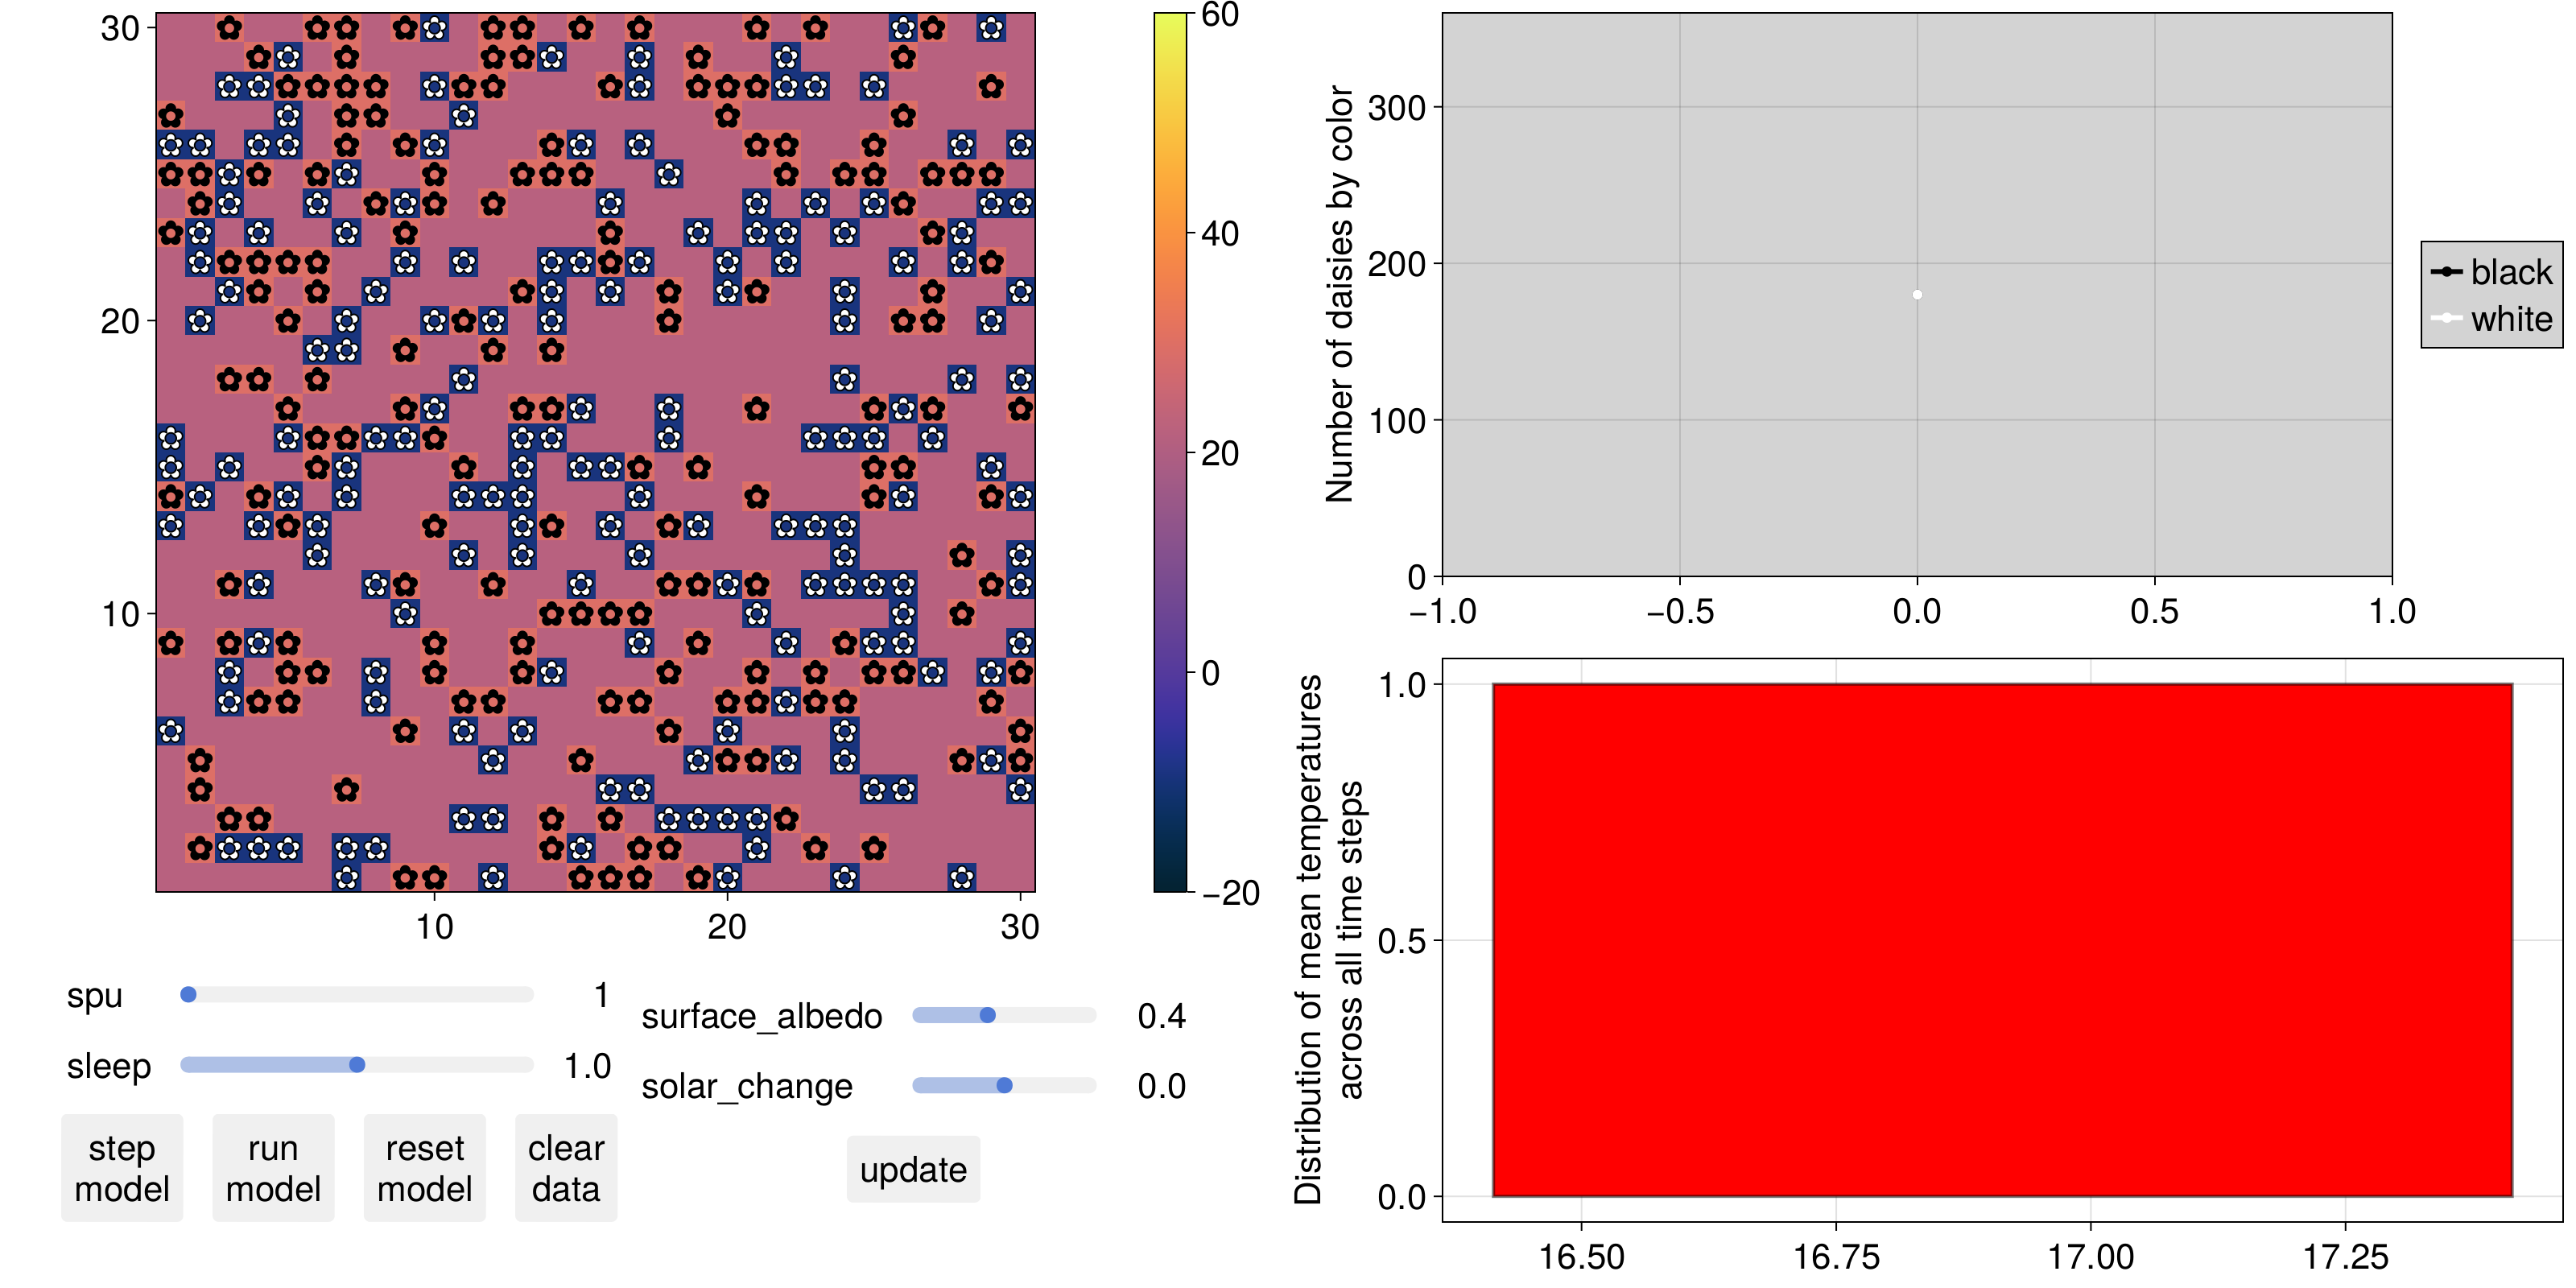 30
20
10
10
20
30
60
40
20
0
−20
spu
1
sleep
1.0
surface_albedo
0.4
solar_change
0.0
step
model
run
model
reset
model
clear
data
update
Number of daisies by color
300
200
100
0
−1.0
−0.5
0.0
0.5
1.0
black
white
Distribution of mean temperatures
across all time steps
1.0
0.5
0.0
16.50
16.75
17.00
17.25